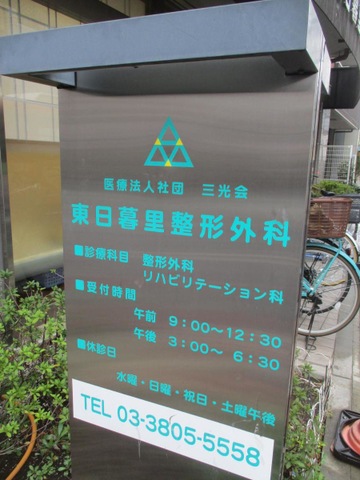 医療法人社団 三光会
東日暮里整形外科
■診療科目 整形外科
リハビリテーション科
■受付時間
午前 9:00〜12:30
午後 3:00〜 6:30
■休診日
水曜・日曜・祝日・土曜午後
TEL 03-3805-5558